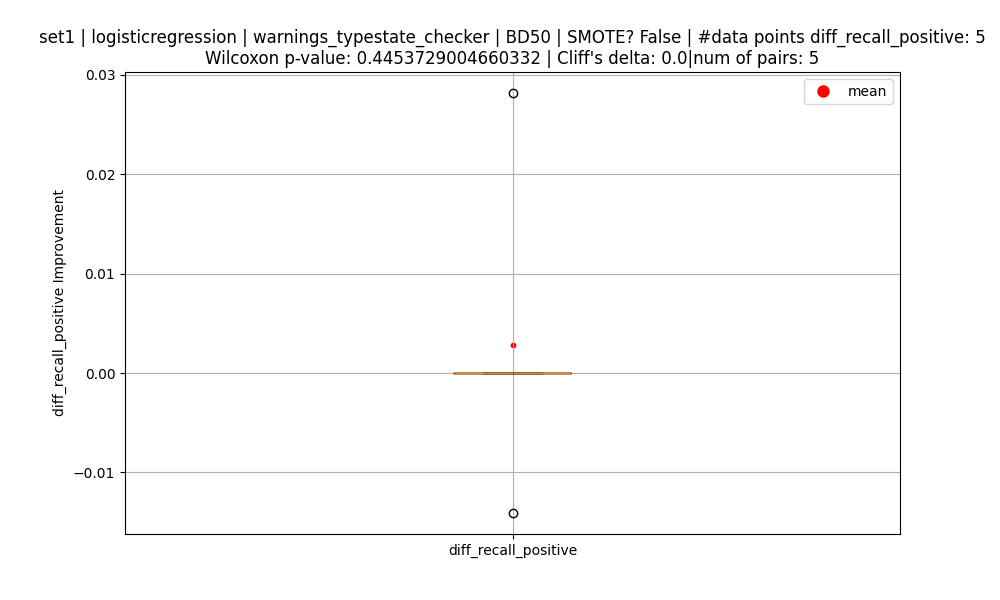 set1 | logisticregression | warnings_typestate_checker | BD50 | SMOTE? False | #data points diff_recall_positive: 5
Wilcoxon p-value: 0.4453729004660332 | Cliff's delta: 0.0|num of pairs: 5
mean
0.03
0.02
0.01
0.00
−0.01
diff_recall_positive Improvement
diff_recall_positive